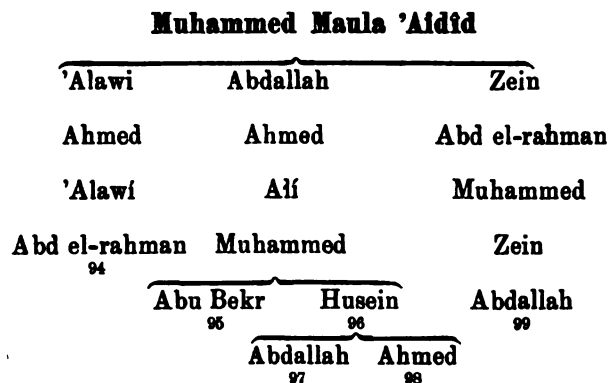 Muhammed Maula 'Aidîd
'Alawi Abdallah Zein
Ahmed Ahmed Abd el-rahman
'Alawí Alí Muhammed
Abd el-rahman Muhammed Zein
94
Abu Bekr Husein Abdallah
95 96 99
Abdallah Ahmed
97 98